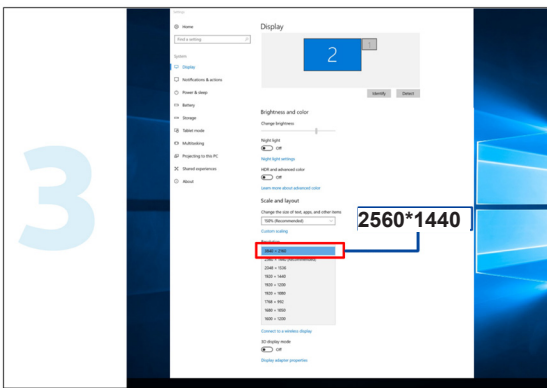 3
Home
Find a setting
System
Display
Notifications & actions
Power & sleep
Battery
Storage
Tablet mode
Multitasking
Projecting to this PC
Shared experiences
About
Display
2
1
Identify
Detect
Brightness and color
Change brightness
Night light
Off
Night light settings
HDR and advanced color
Off
Learn more about advanced color
Scale and layout
Change the size of text, apps, and other items
100% (Recommended)
Custom scaling
2560*1440
2048 × 1536
1920 × 1440
1920 × 1200
1920 × 1080
1768 × 992
1680 × 1050
1600 × 1200
Connect to a wireless display
3D display mode
Off
Display adapter properties